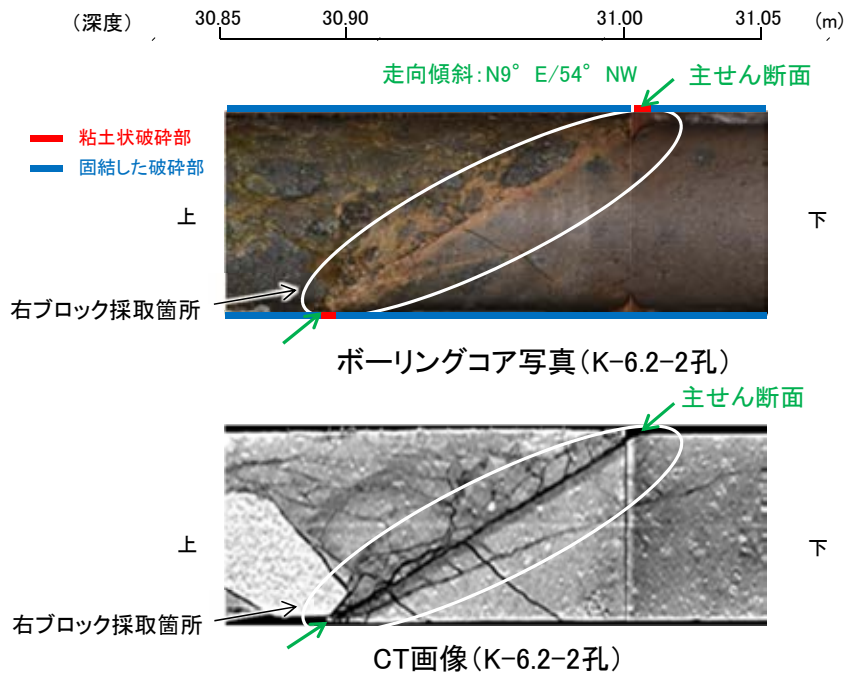 （深度） 30.85 30.90 31.00 31.05 (m)
走向傾斜：N9° E/54° NW 主せん断面
粘土状破砕部
固結した破砕部
上 下
右ブロック採取箇所
ボーリングコア写真（K-6.2-2孔）
主せん断面
上 下
右ブロック採取箇所
CT画像（K-6.2-2孔）